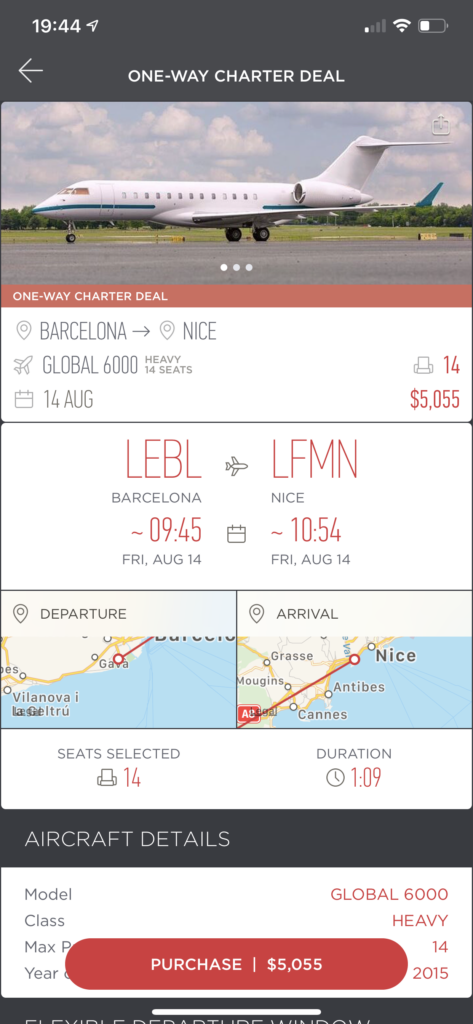 19:44
ONE-WAY CHARTER DEAL
ONE-WAY CHARTER DEAL
BARCELONA → NICE
GLOBAL 6000 HEAVY 14 SEATS 14
14 AUG $5,055
LEBL LFMN
BARCELONA NICE
~ 09:45 ~ 10:54
FRI, AUG 14 FRI, AUG 14
DEPARTURE ARRIVAL
Gavà
Vilanova i
la Geltrú
Legal
Grasse
Nice
Mougins
Antibes
Cannes
SEATS SELECTED DURATION
14 1:09
AIRCRAFT DETAILS
Model GLOBAL 6000
Class HEAVY
Max P 14
Year 2015
PURCHASE | $5,055
FLEXIBLE DEPARTURE WINDOW